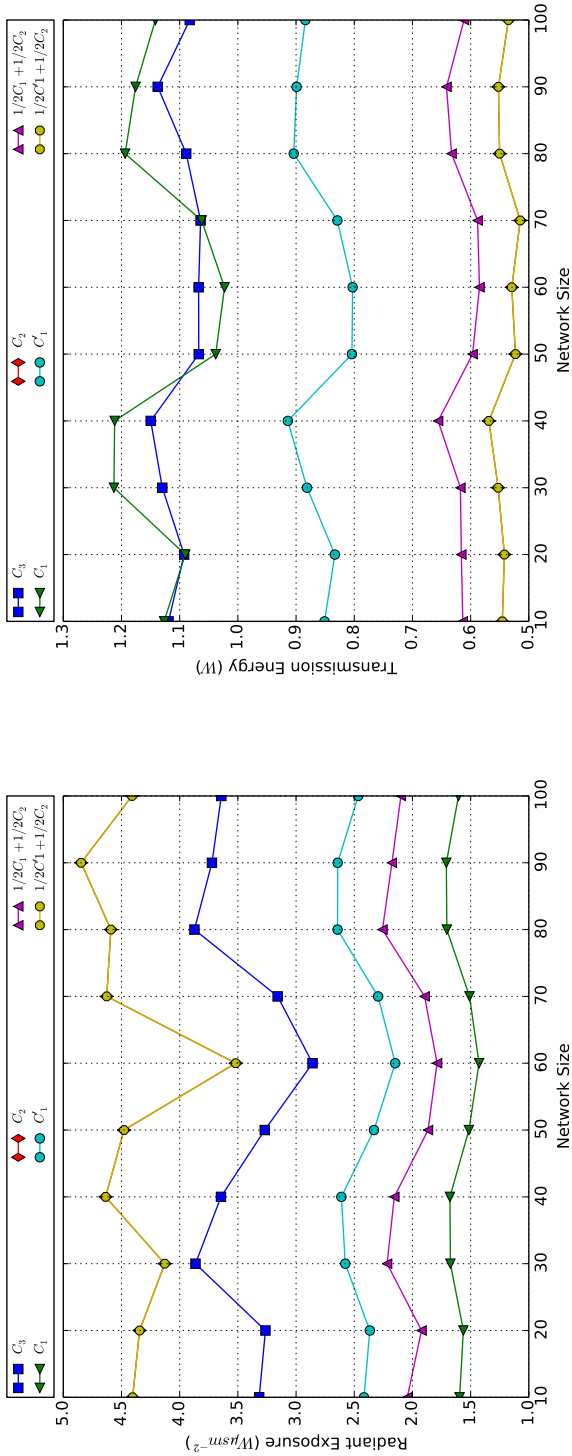 C₃ C₂ 1/2C₁ + 1/2C₂
C₁ C′₁ 1/2C′1 + 1/2C₂
5.0
4.5
4.0
3.5
3.0
2.5
2.0
1.5
1.0
Radiant Exposure (Wμsm⁻²)
10 20 30 40 50 60 70 80 90 100
Network Size
C₃ C₂ 1/2C₁ + 1/2C₂
C₁ C′₁ 1/2C′1 + 1/2C₂
1.3
1.2
1.1
1.0
0.9
0.8
0.7
0.6
0.5
Transmission Energy (W)
10 20 30 40 50 60 70 80 90 100
Network Size